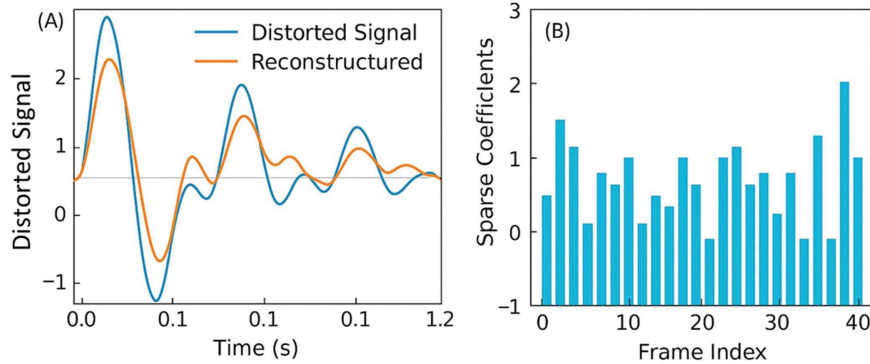 (A)
Distorted Signal
Reconstructured
Distorted Signal
2
1
0
−1
0.0
0.1
0.1
0.1
1.2
Time (s)
(B)
Sparse Coefficlents
3
2
1
0
−1
0
10
20
30
40
Frame Index